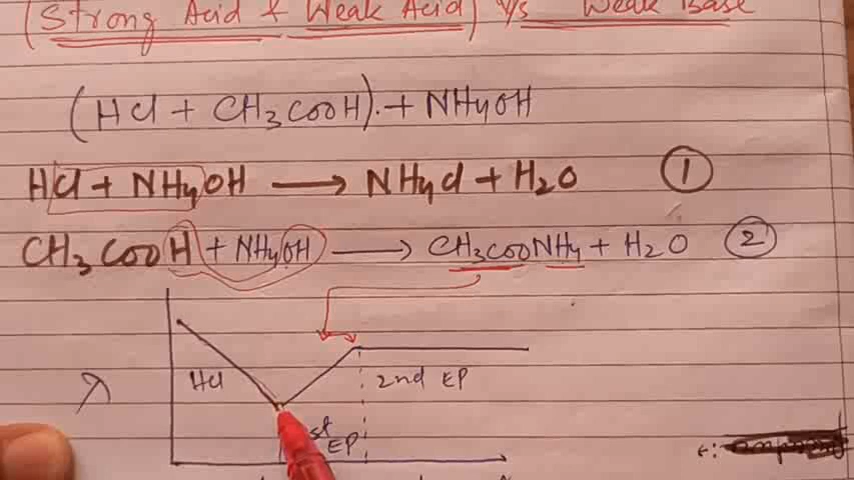 (Strong Acid + Weak Acid) V/s Weak Base
(HCl + CH3COOH) + NH4OH
HCl + NH4OH → NH4Cl + H2O ①
CH3COOH + NH4OH → CH3COONH4 + H2O ②
HCl
2nd EP
λ
st
EP